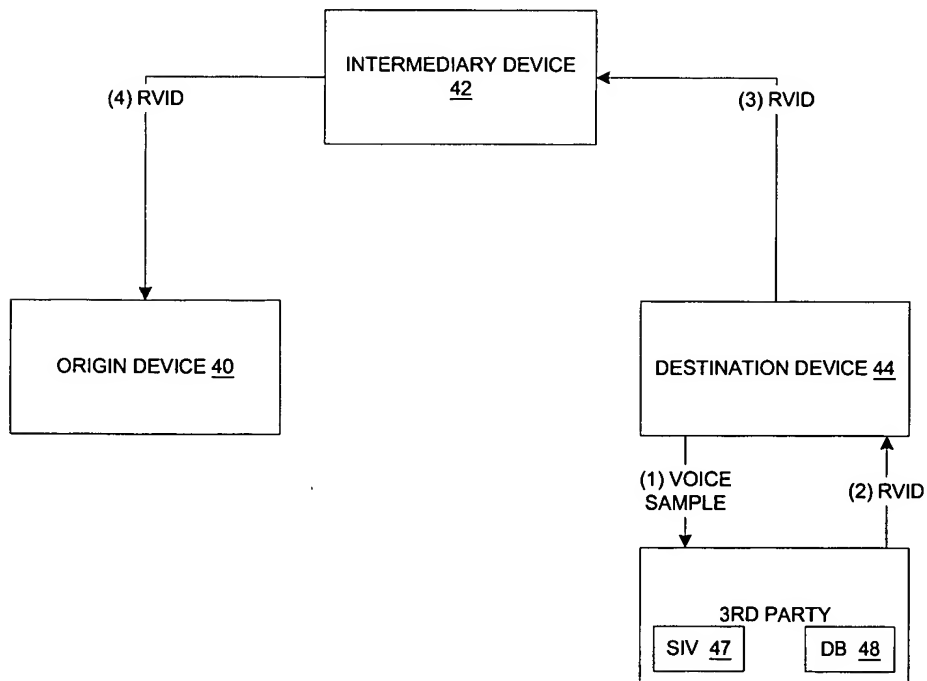 INTERMEDIARY DEVICE
42
(4) RVID
(3) RVID
ORIGIN DEVICE 40
DESTINATION DEVICE 44
(1) VOICE
SAMPLE
(2) RVID
3RD PARTY
SIV 47
DB 48